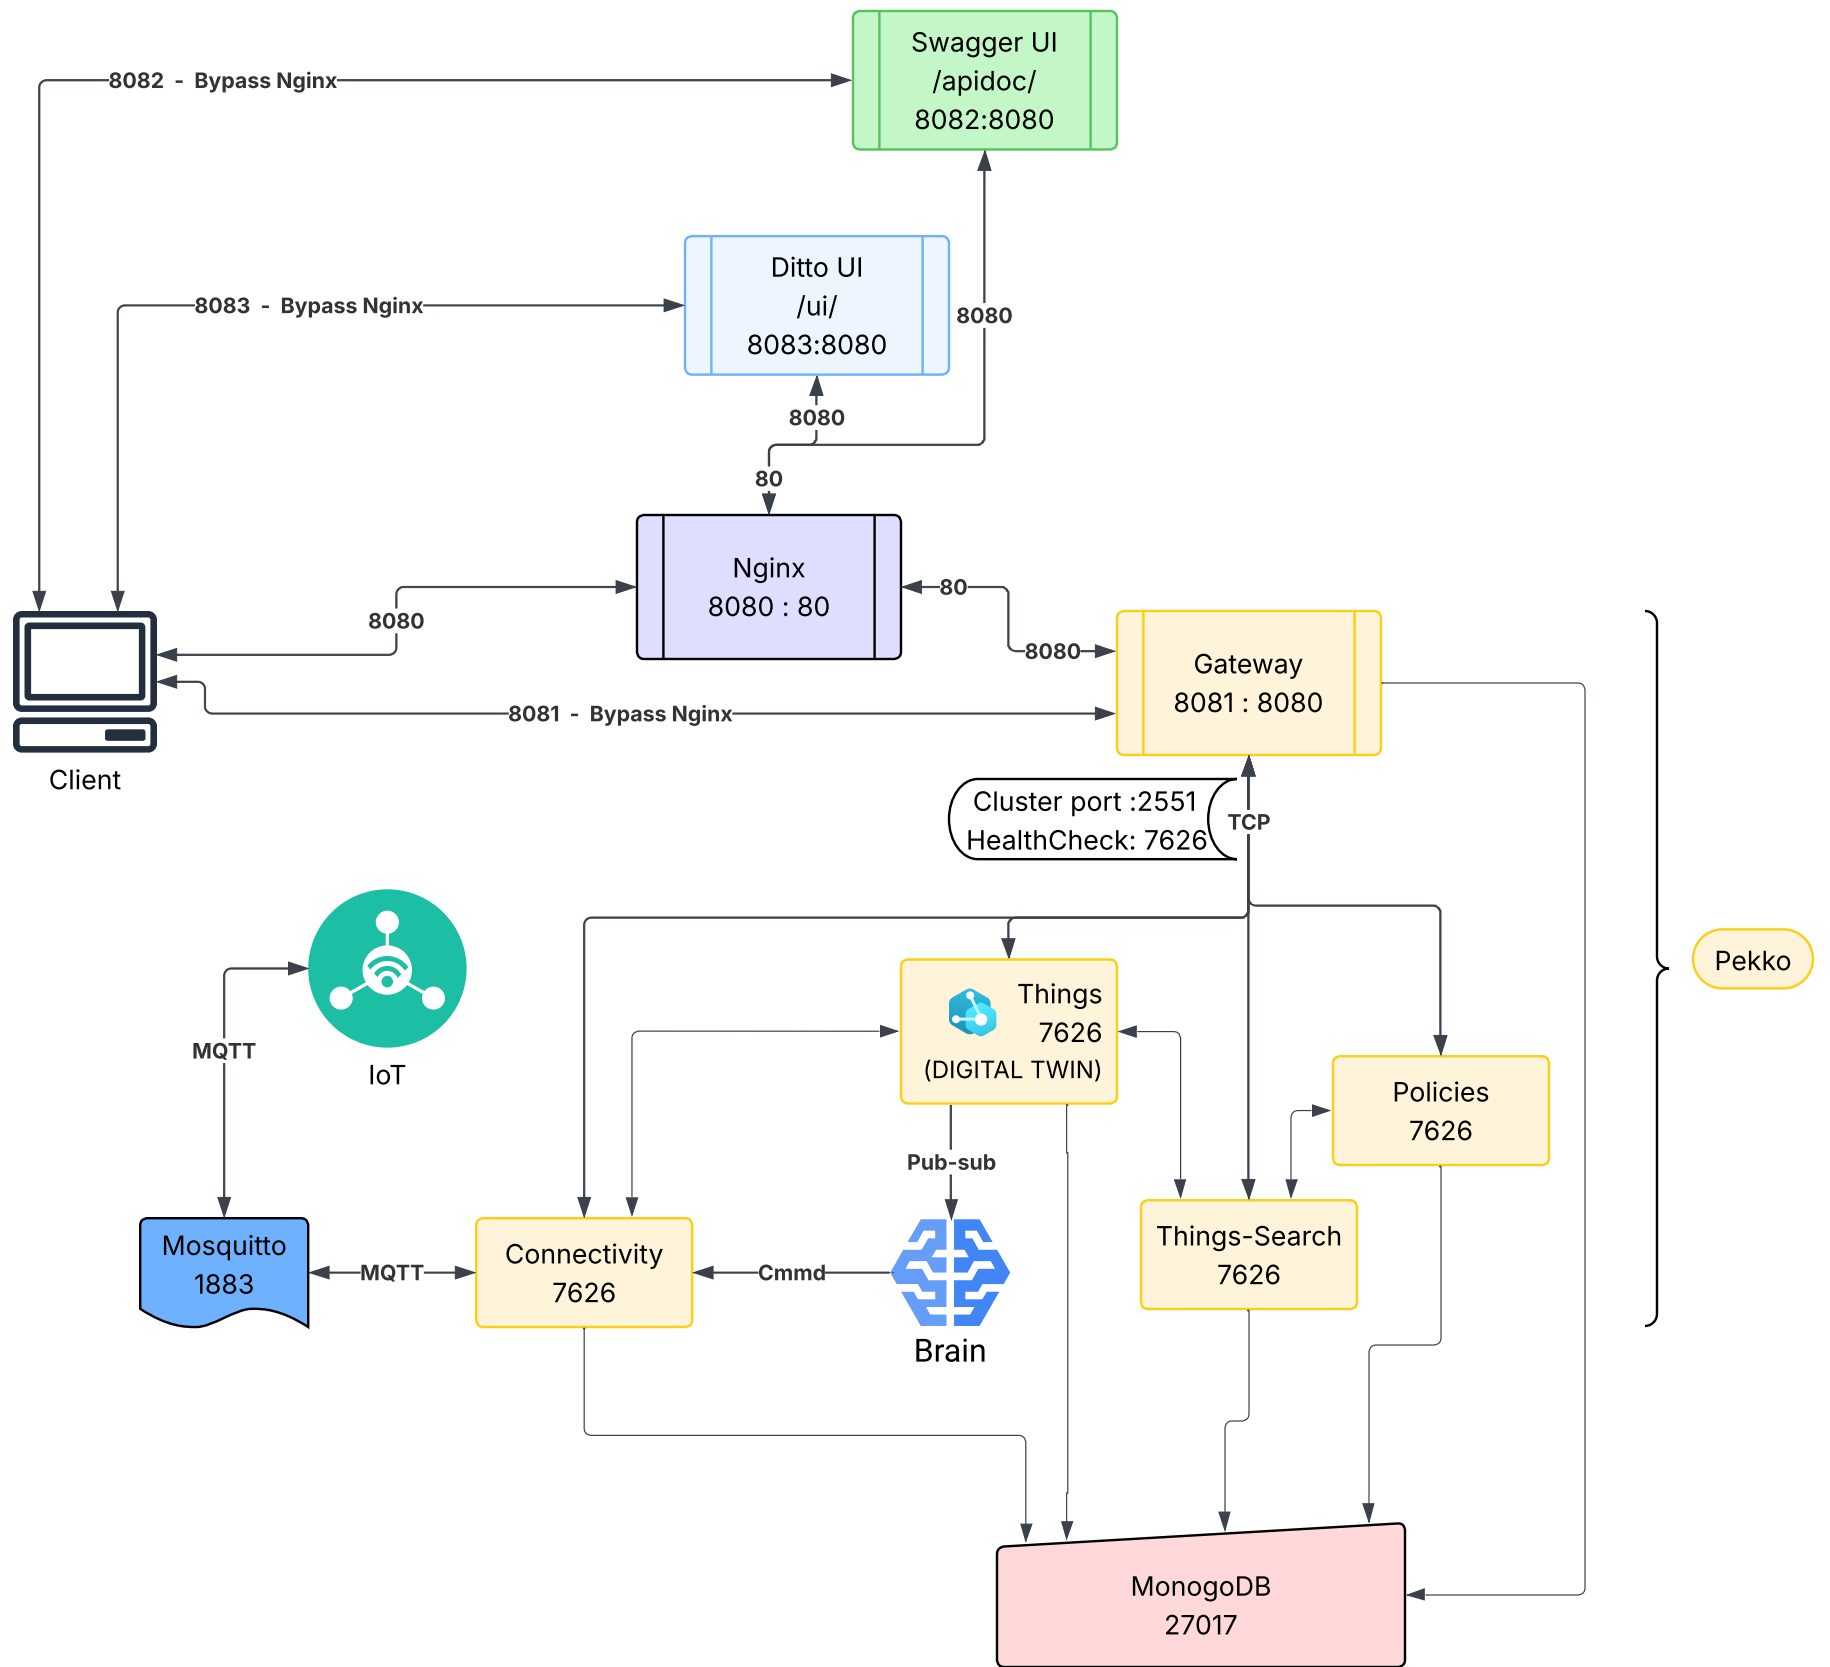 Swagger UI
/apidoc/
8082:8080
8082 - Bypass Nginx
Ditto UI
/ui/
8083:8080
8083 - Bypass Nginx
8080
8080
80
Nginx
8080 : 80
80
8080
8080
Gateway
8081 : 8080
8081 - Bypass Nginx
Client
Cluster port :2551
HealthCheck: 7626
TCP
Pekko
IoT
MQTT
Things
7626
(DIGITAL TWIN)
Policies
7626
Pub-sub
Mosquitto
1883
MQTT
Connectivity
7626
Cmmd
Brain
Things-Search
7626
MonogoDB
27017